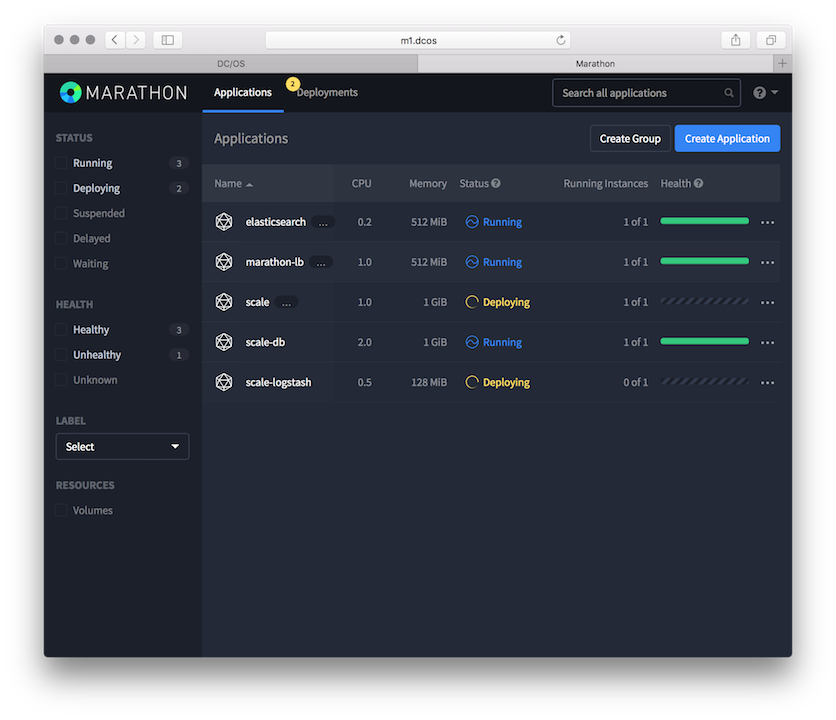 m1.dcos
DC/OS
Marathon
MARATHON
Applications
2
Deployments
Search all applications
STATUS
Running 3
Deploying 2
Suspended
Delayed
Waiting
HEALTH
Healthy 3
Unhealthy 1
Unknown
LABEL
Select
RESOURCES
Volumes
Applications
Create Group
Create Application
Name CPU Memory Status Running Instances Health
elasticsearch ... 0.2 512 MiB Running 1 of 1
marathon-lb ... 1.0 512 MiB Running 1 of 1
scale ... 1.0 1 GiB Deploying 1 of 1
scale-db 2.0 1 GiB Running 1 of 1
scale-logstash 0.5 128 MiB Deploying 0 of 1